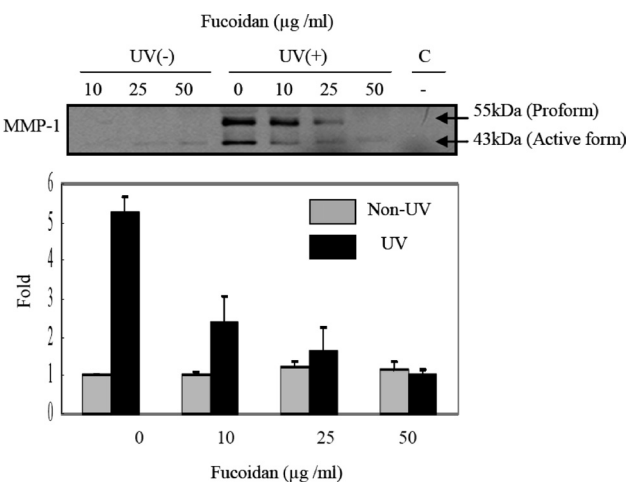 Fucoidan (µg /ml)
UV(-) UV(+) C
10 25 50 0 10 25 50 -
MMP-1
55kDa (Proform)
43kDa (Active form)
6
5
4
3
2
1
0
Fold
Non-UV
UV
0 10 25 50
Fucoidan (µg /ml)